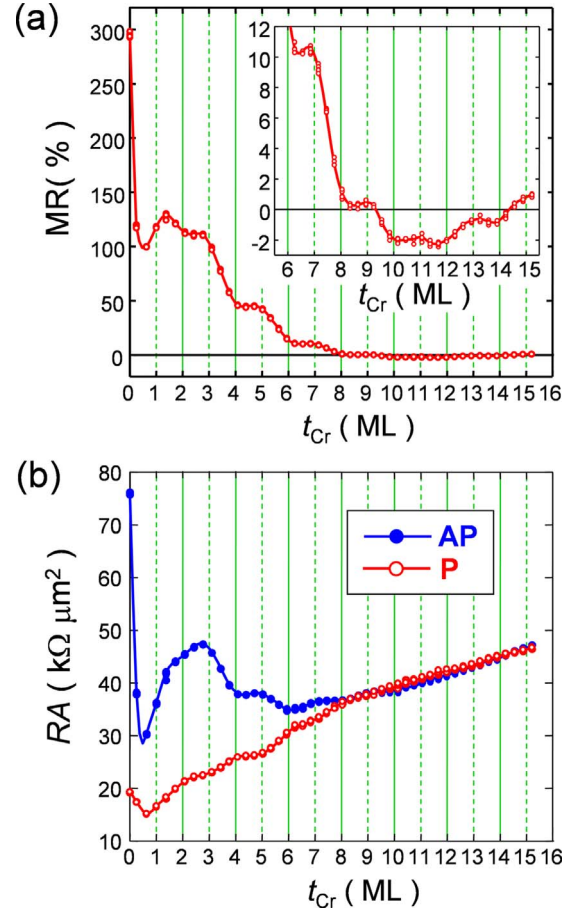 (a)
300
250
200
150
100
50
0
MR( % )
0 1 2 3 4 5 6 7 8 9 10 11 12 13 14 15 16
t_Cr ( ML )
12
10
8
6
4
2
0
-2
6 7 8 9 10 11 12 13 14 15
t_Cr ( ML )
(b)
80
70
60
50
40
30
20
10
RA ( kΩ μm²)
AP
P
0 1 2 3 4 5 6 7 8 9 10 11 12 13 14 15 16
t_Cr ( ML )